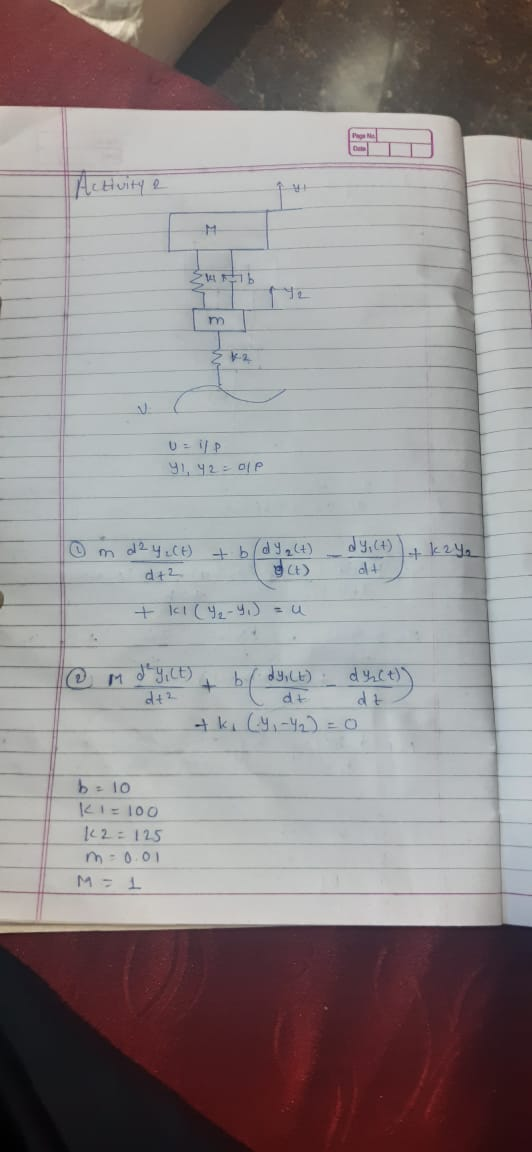 Page No.
Date
Activity 2
y1
M
k1 b
y2
m
k2
U
U = i/p
y1, y2 = o/p
① m d²y₂(t)/dt² + b(dy₂(t)/d(t) - dy₁(t)/dt) + k2y₂
+ k1(y₂-y₁) = u
② M d²y₁(t)/dt² + b(dy₁(t)/dt - dy₂(t)/dt)
+ k₁(y₁-y₂) = 0
b = 10
k1 = 100
k2 = 125
m = 0.01
M = 1